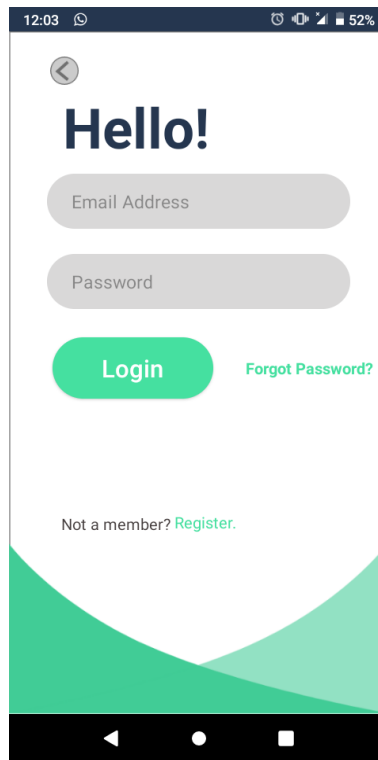 12:03 52%
Hello!
Email Address
Password
Login Forgot Password?
Not a member? Register.